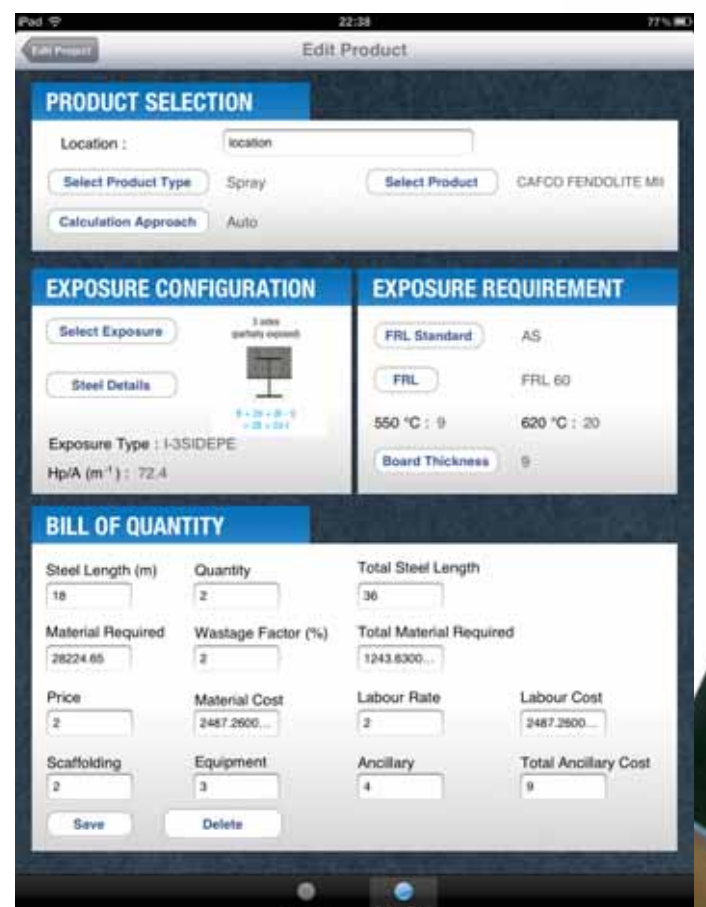 iPad 22:38 77%
Edit Project Edit Product
PRODUCT SELECTION
Location : location
Select Product Type Spray Select Product CAFCO FENDOLITE MII
Calculation Approach Auto
EXPOSURE CONFIGURATION EXPOSURE REQUIREMENT
Select Exposure 3 sides
(partially exposed)
FRL Standard AS
Steel Details
FRL FRL 60
550 °C : 9 620 °C : 20
Exposure Type : I-3SIDEPE
Board Thickness 9
Hp/A (m⁻¹) : 72.4
BILL OF QUANTITY
Steel Length (m) Quantity Total Steel Length
18 2 36
Material Required Wastage Factor (%) Total Material Required
28224.65 2 1243.6300...
Price Material Cost Labour Rate Labour Cost
2 2487.2600... 2 2487.2600...
Scaffolding Equipment Ancillary Total Ancillary Cost
2 3 4 9
Save Delete